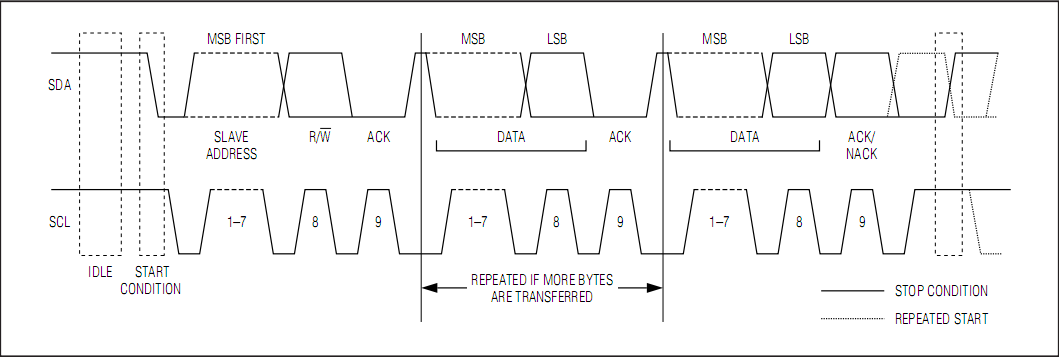 MSB FIRST
MSB
LSB
MSB
LSB
SDA
SLAVE
ADDRESS
R/W̅
ACK
DATA
ACK
DATA
ACK/
NACK
SCL
1–7
8
9
1–7
8
9
1–7
8
9
IDLE
START
CONDITION
REPEATED IF MORE BYTES
ARE TRANSFERRED
STOP CONDITION
REPEATED START